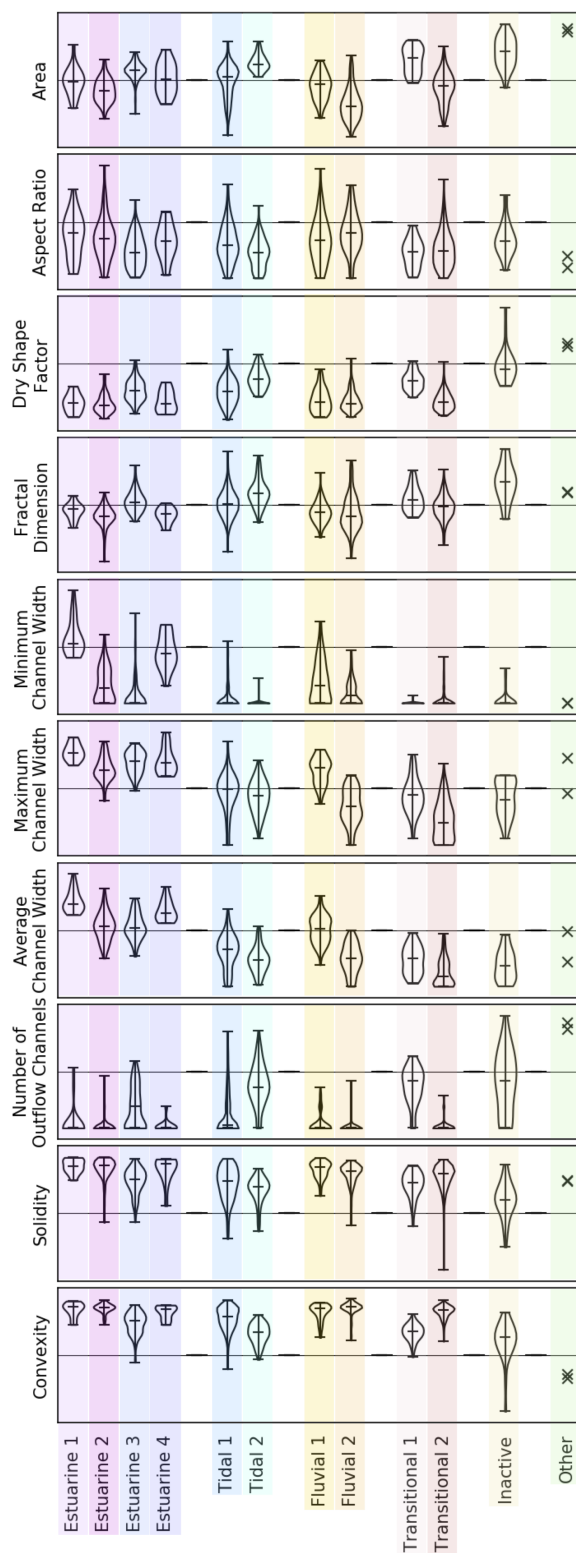 Area
Aspect Ratio
Dry Shape
Factor
Fractal
Dimension
Minimum
Channel Width
Maximum
Channel Width
Average
Channel Width
Number of
Outflow Channels
Solidity
Convexity
Estuarine 1
Estuarine 2
Estuarine 3
Estuarine 4
Tidal 1
Tidal 2
Fluvial 1
Fluvial 2
Transitional 1
Transitional 2
Inactive
Other